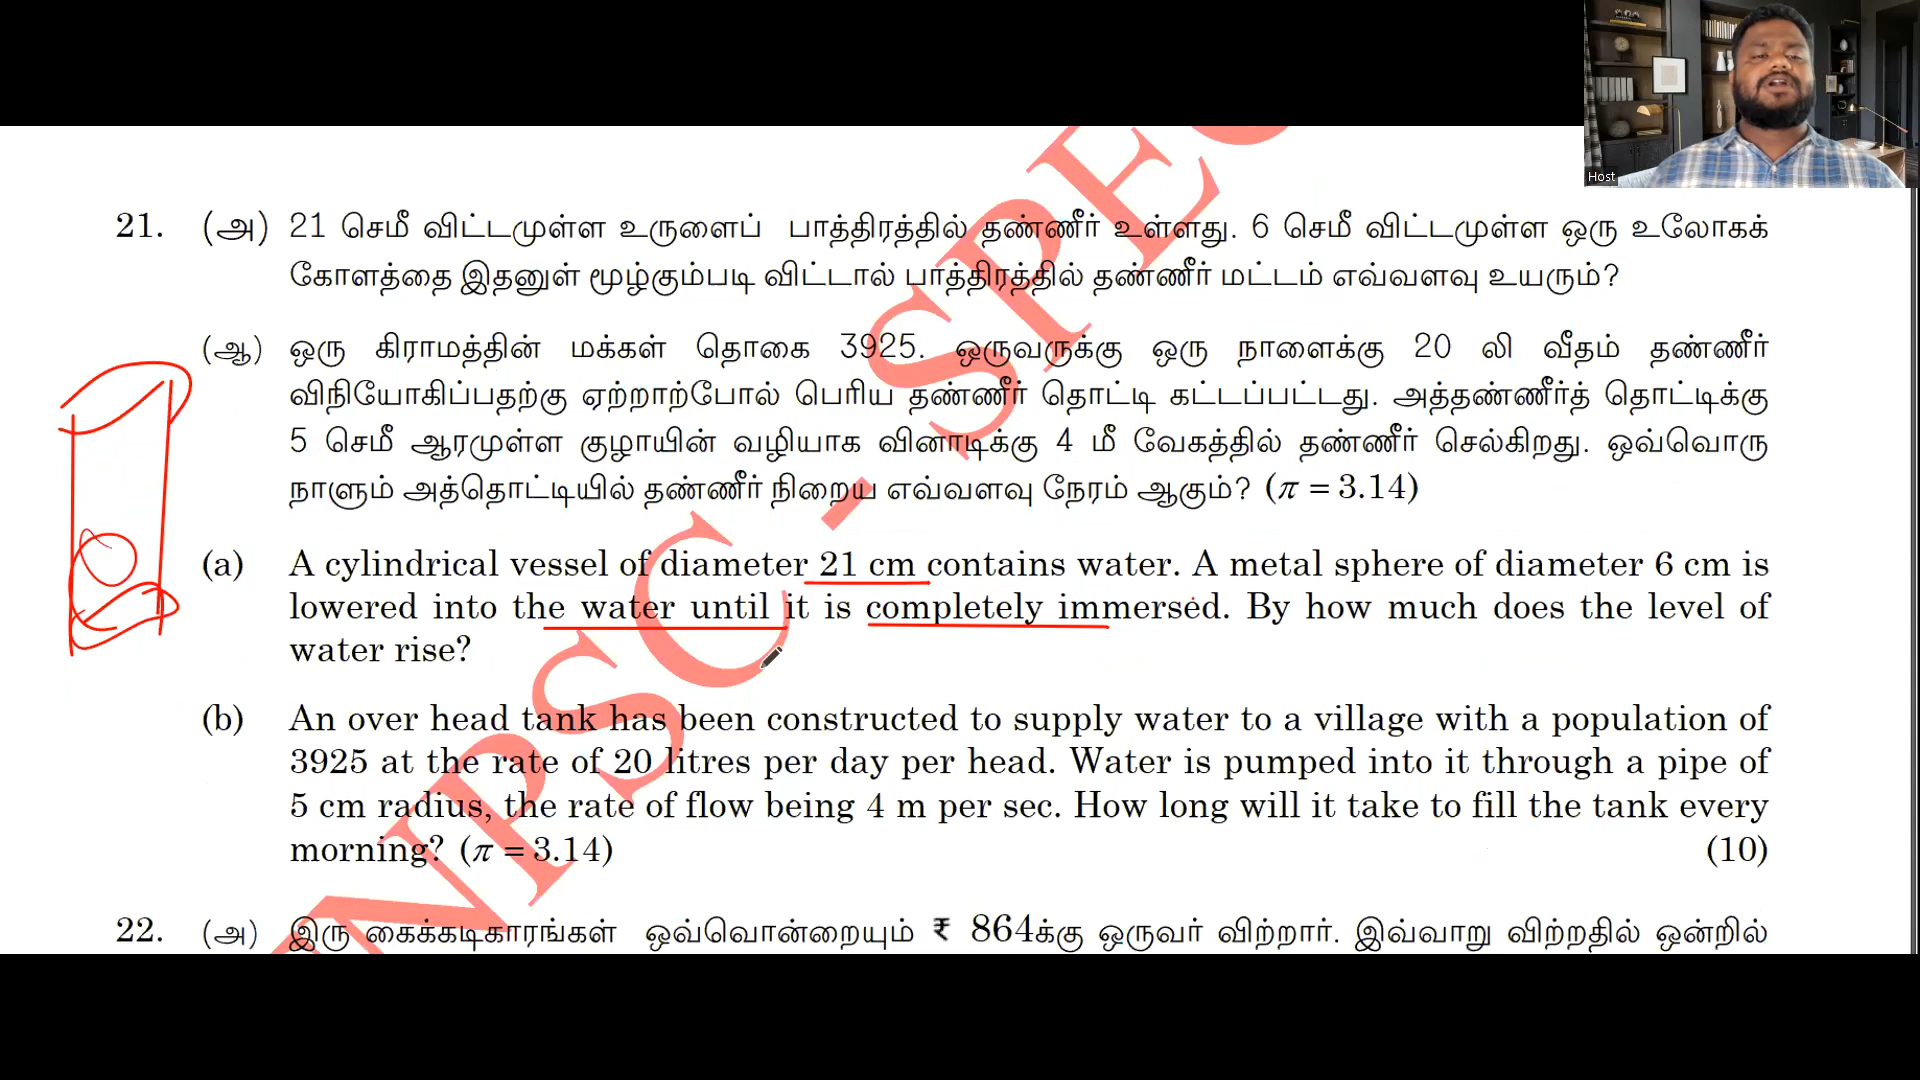 Host
21. (அ) 21 செமீ விட்டமுள்ள உருளைப் பாத்திரத்தில் தண்ணீர் உள்ளது. 6 செமீ விட்டமுள்ள ஒரு உலோகக்
கோளத்தை இதனுள் மூழ்கும்படி விட்டால் பாத்திரத்தில் தண்ணீர் மட்டம் எவ்வளவு உயரும்?
(ஆ) ஒரு கிராமத்தின் மக்கள் தொகை 3925. ஒருவருக்கு ஒரு நாளைக்கு 20 லி வீதம் தண்ணீர்
விநியோகிப்பதற்கு ஏற்றாற்போல் பெரிய தண்ணீர் தொட்டி கட்டப்பட்டது. அத்தண்ணீர்த் தொட்டிக்கு
5 செமீ ஆரமுள்ள குழாயின் வழியாக வினாடிக்கு 4 மீ வேகத்தில் தண்ணீர் செல்கிறது. ஒவ்வொரு
நாளும் அத்தொட்டியில் தண்ணீர் நிறைய எவ்வளவு நேரம் ஆகும்? (π = 3.14)
(a) A cylindrical vessel of diameter 21 cm contains water. A metal sphere of diameter 6 cm is
lowered into the water until it is completely immersed. By how much does the level of
water rise?
(b) An over head tank has been constructed to supply water to a village with a population of
3925 at the rate of 20 litres per day per head. Water is pumped into it through a pipe of
5 cm radius, the rate of flow being 4 m per sec. How long will it take to fill the tank every
morning? (π = 3.14) (10)
22. (அ) இரு கைக்கடிகாரங்கள் ஒவ்வொன்றையும் ₹ 864க்கு ஒருவர் விற்றார். இவ்வாறு விற்றதில் ஒன்றில்
NPSC - SPEC